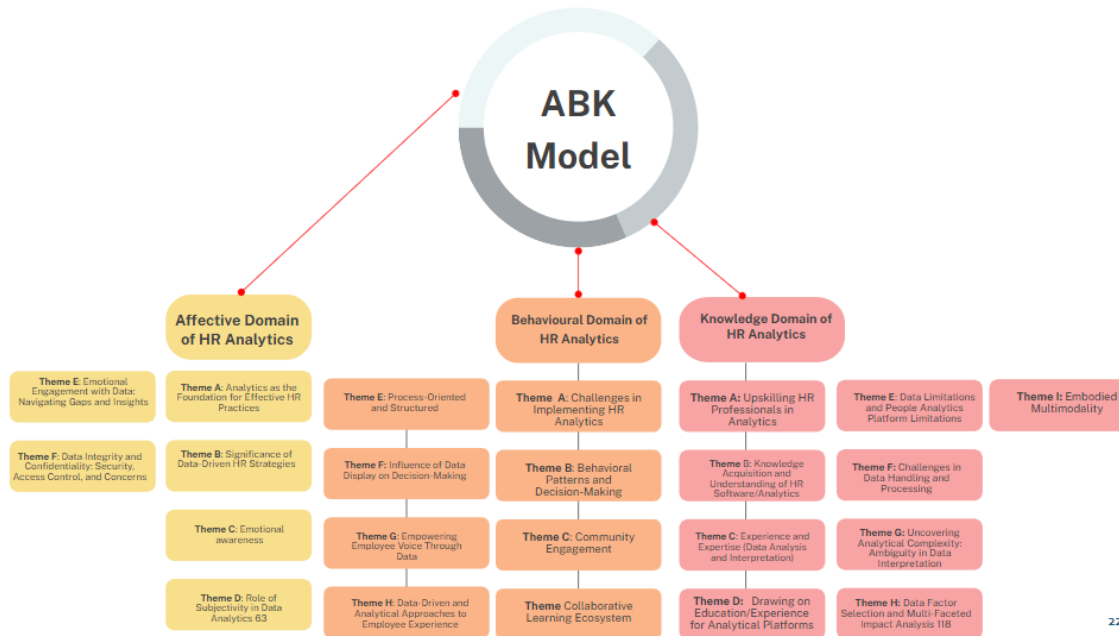 ABK
Model
Affective Domain
of HR Analytics
Behavioural Domain of
HR Analytics
Knowledge Domain of
HR Analytics
Theme E: Emotional
Engagement with Data:
Navigating Gaps and Insights
Theme F: Data Integrity and
Confidentiality: Security,
Access Control, and Concerns
Theme A: Analytics as the
Foundation for Effective HR
Practices
Theme B: Significance of
Data-Driven HR Strategies
Theme C: Emotional
awareness
Theme D: Role of
Subjectivity in Data
Analytics 63
Theme E: Process-Oriented
and Structured
Theme F: Influence of Data
Display on Decision-Making
Theme G: Empowering
Employee Voice Through
Data
Theme H: Data-Driven and
Analytical Approaches to
Employee Experience
Theme A: Challenges in
Implementing HR
Analytics
Theme B: Behavioral
Patterns and
Decision-Making
Theme C: Community
Engagement
Theme Collaborative
Learning Ecosystem
Theme A: Upskilling HR
Professionals in
Analytics
Theme B: Knowledge
Acquisition and
Understanding of HR
Software/Analytics
Theme C: Experience and
Expertise (Data Analysis
and Interpretation)
Theme D: Drawing on
Education/Experience
for Analytical Platforms
Theme E: Data Limitations
and People Analytics
Platform Limitations
Theme F: Challenges in
Data Handling and
Processing
Theme G: Uncovering
Analytical Complexity:
Ambiguity in Data
Interpretation
Theme H: Data Factor
Selection and Multi-Faceted
Impact Analysis 118
Theme I: Embodied
Multimodality